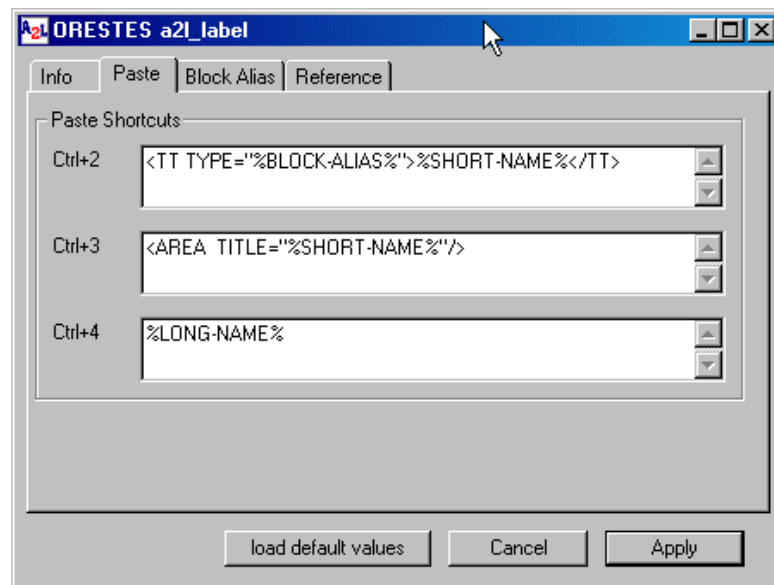 A2L ORESTES a2l_label
Info Paste Block Alias Reference
Paste Shortcuts
Ctrl+2 <TT TYPE="%BLOCK-ALIAS%">%SHORT-NAME%</TT>
Ctrl+3 <AREA TITLE="%SHORT-NAME%"/>
Ctrl+4 %LONG-NAME%
load default values Cancel Apply